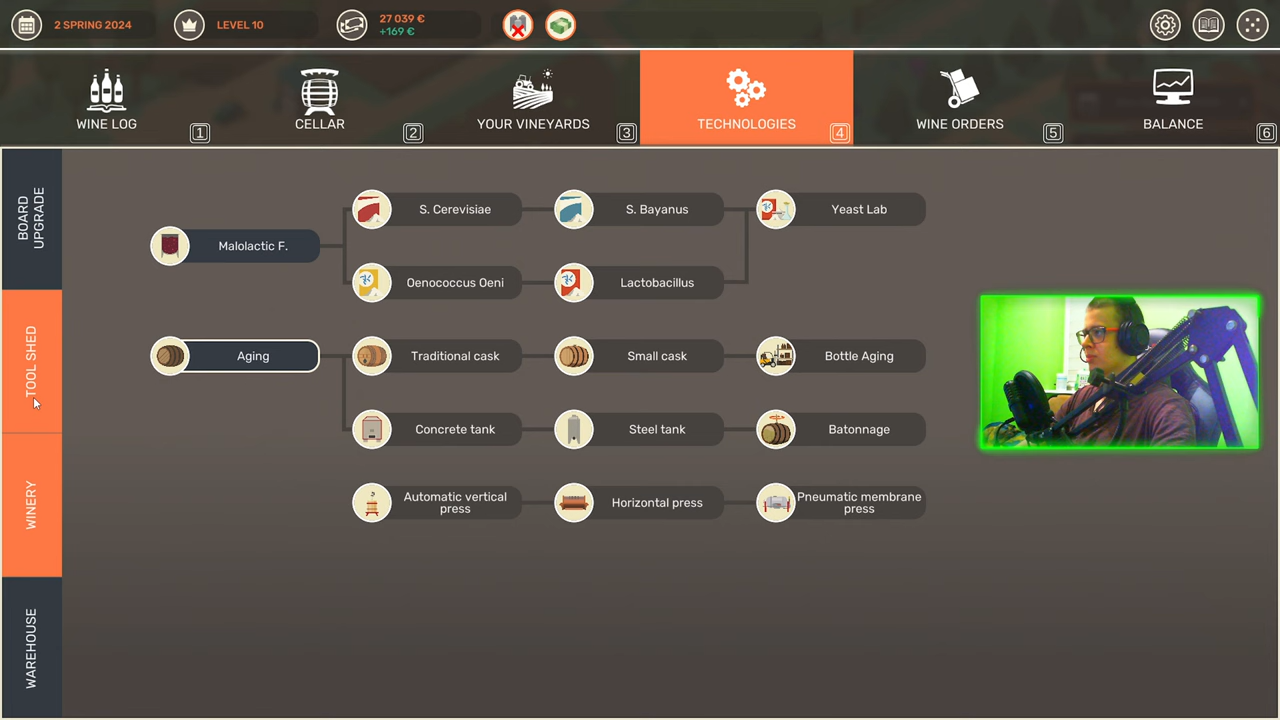 2 SPRING 2024
LEVEL 10
27 039 €
+169 €
WINE LOG
1
CELLAR
2
YOUR VINEYARDS
3
TECHNOLOGIES
4
WINE ORDERS
5
BALANCE
6
BOARD
UPGRADE
TOOL SHED
WINERY
WAREHOUSE
S. Cerevisiae
S. Bayanus
Yeast Lab
Malolactic F.
Oenococcus Oeni
Lactobacillus
Aging
Traditional cask
Small cask
Bottle Aging
Concrete tank
Steel tank
Batonnage
Automatic vertical
press
Horizontal press
Pneumatic membrane
press